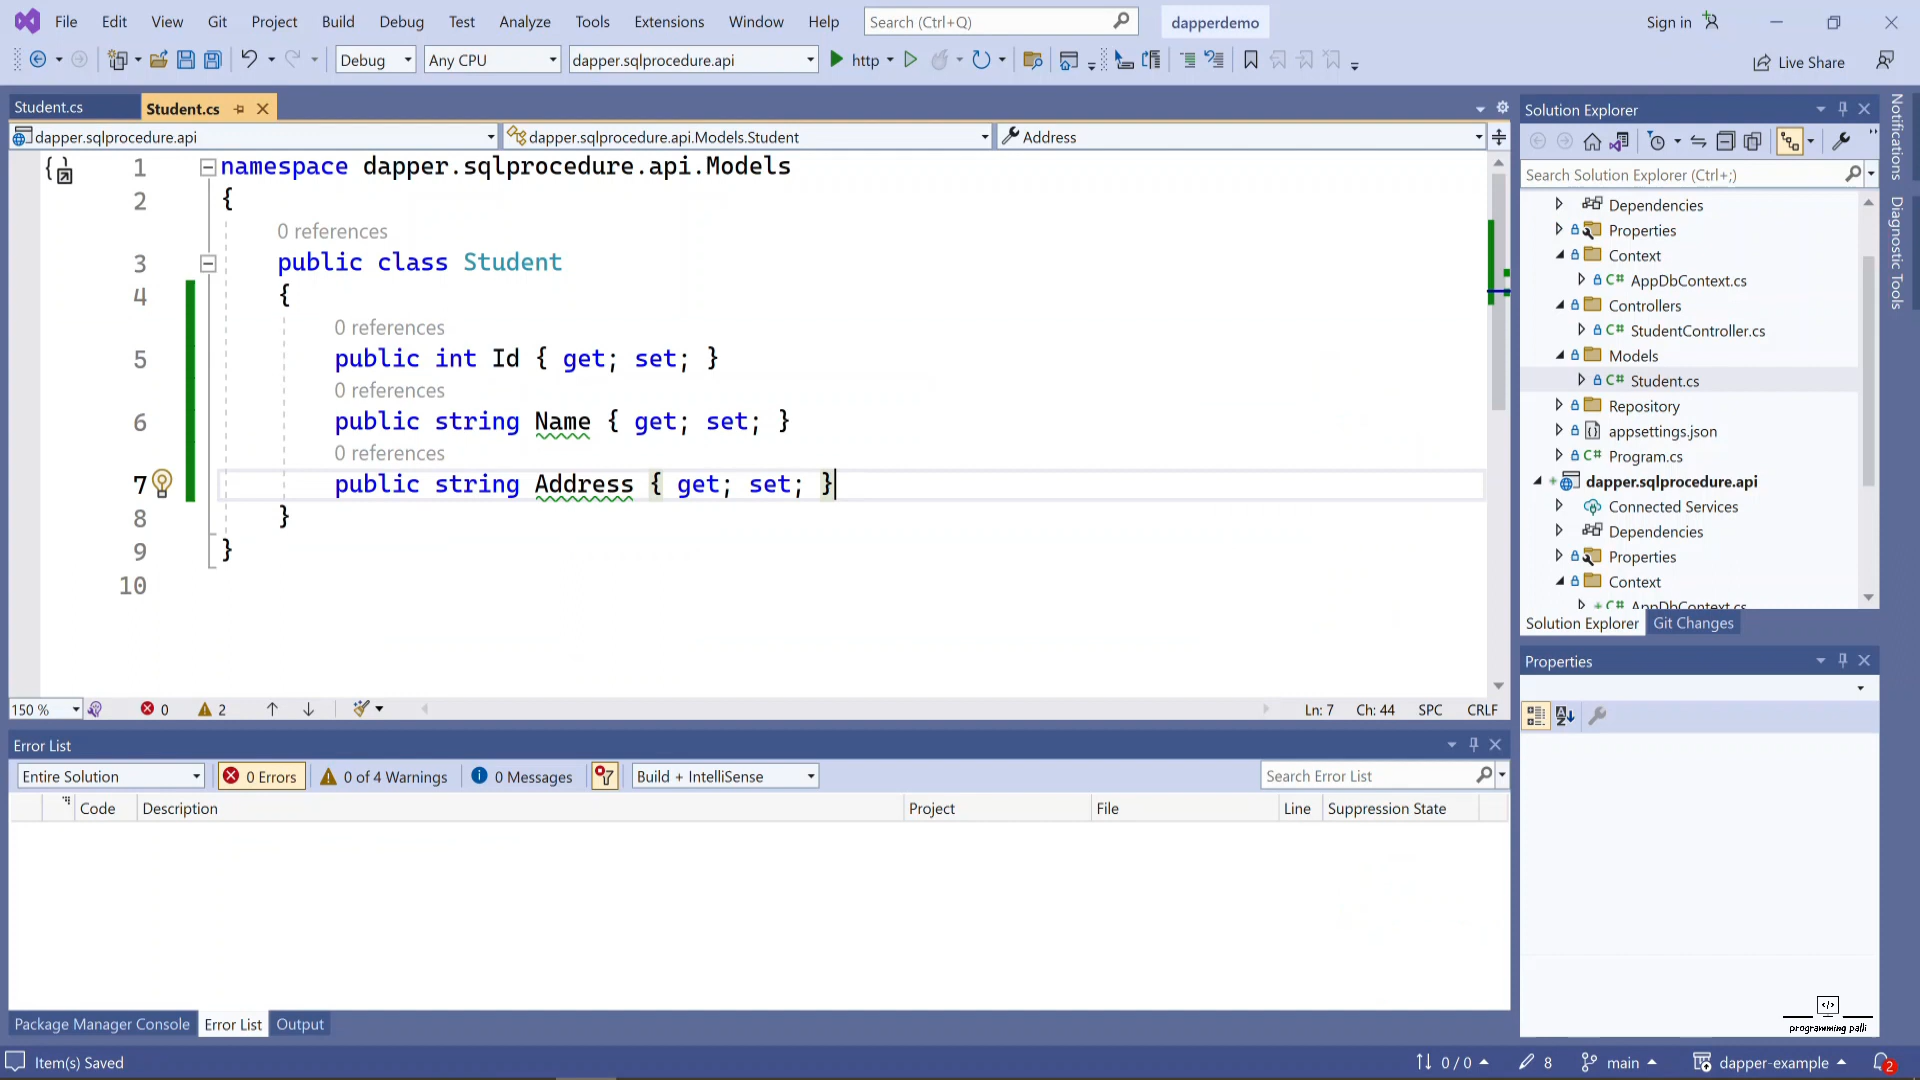 File Edit View Git Project Build Debug Test Analyze Tools Extensions Window Help Search (Ctrl+Q) dapperdemo Sign in
Debug Any CPU dapper.sqlprocedure.api http Live Share
Student.cs Student.cs
dapper.sqlprocedure.api dapper.sqlprocedure.api.Models.Student Address
1 namespace dapper.sqlprocedure.api.Models
2 {
0 references
3 public class Student
4 {
0 references
5 public int Id { get; set; }
0 references
6 public string Name { get; set; }
0 references
7 public string Address { get; set; }
8 }
9 }
10
150 % 0 2 Ln: 7 Ch: 44 SPC CRLF
Error List
Entire Solution 0 Errors 0 of 4 Warnings 0 Messages Build + IntelliSense Search Error List
Code Description Project File Line Suppression State
Package Manager Console Error List Output
Solution Explorer
Search Solution Explorer (Ctrl+;)
Dependencies
Properties
Context
C# AppDbContext.cs
Controllers
C# StudentController.cs
Models
C# Student.cs
Repository
appsettings.json
C# Program.cs
dapper.sqlprocedure.api
Connected Services
Dependencies
Properties
Context
C# AppDbContext.cs
Solution Explorer Git Changes
Properties
Notifications
Diagnostic Tools
programming palli
Item(s) Saved 0 / 0 8 main dapper-example 2